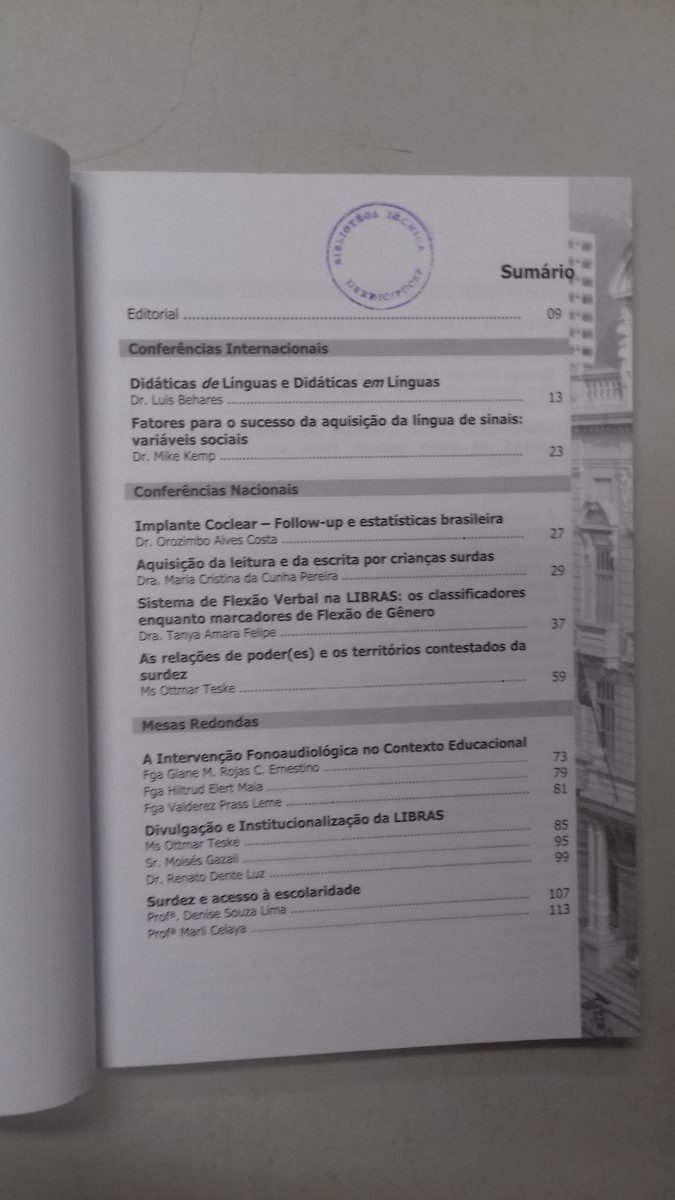 BIBLIOTECA TÉCNICA
DERDIC/PUCSP
Sumário
Editorial 09
Conferências Internacionais
Didáticas de Línguas e Didáticas em Línguas
Dr. Luis Behares 13
Fatores para o sucesso da aquisição da língua de sinais:
variáveis sociais
Dr. Mike Kemp 23
Conferências Nacionais
Implante Coclear – Follow-up e estatísticas brasileira
Dr. Orozimbo Alves Costa 27
Aquisição da leitura e da escrita por crianças surdas
Dra. Maria Cristina da Cunha Pereira 29
Sistema de Flexão Verbal na LIBRAS: os classificadores
enquanto marcadores de Flexão de Gênero
Dra. Tanya Amara Felipe 37
As relações de poder(es) e os territórios contestados da
surdez
Ms Ottmar Teske 59
Mesas Redondas
A Intervenção Fonoaudiológica no Contexto Educacional
Fga Giane M. Rojas C. Ernestino 73
Fga Hiltrud Elert Maia 79
Fga Valderez Prass Leme 81
Divulgação e Institucionalização da LIBRAS
Ms Ottmar Teske 85
Sr. Moisés Gazali 95
Dr. Renato Dente Luz 99
Surdez e acesso à escolaridade
Profª. Denise Souza Lima 107
Profª Marli Celaya 113